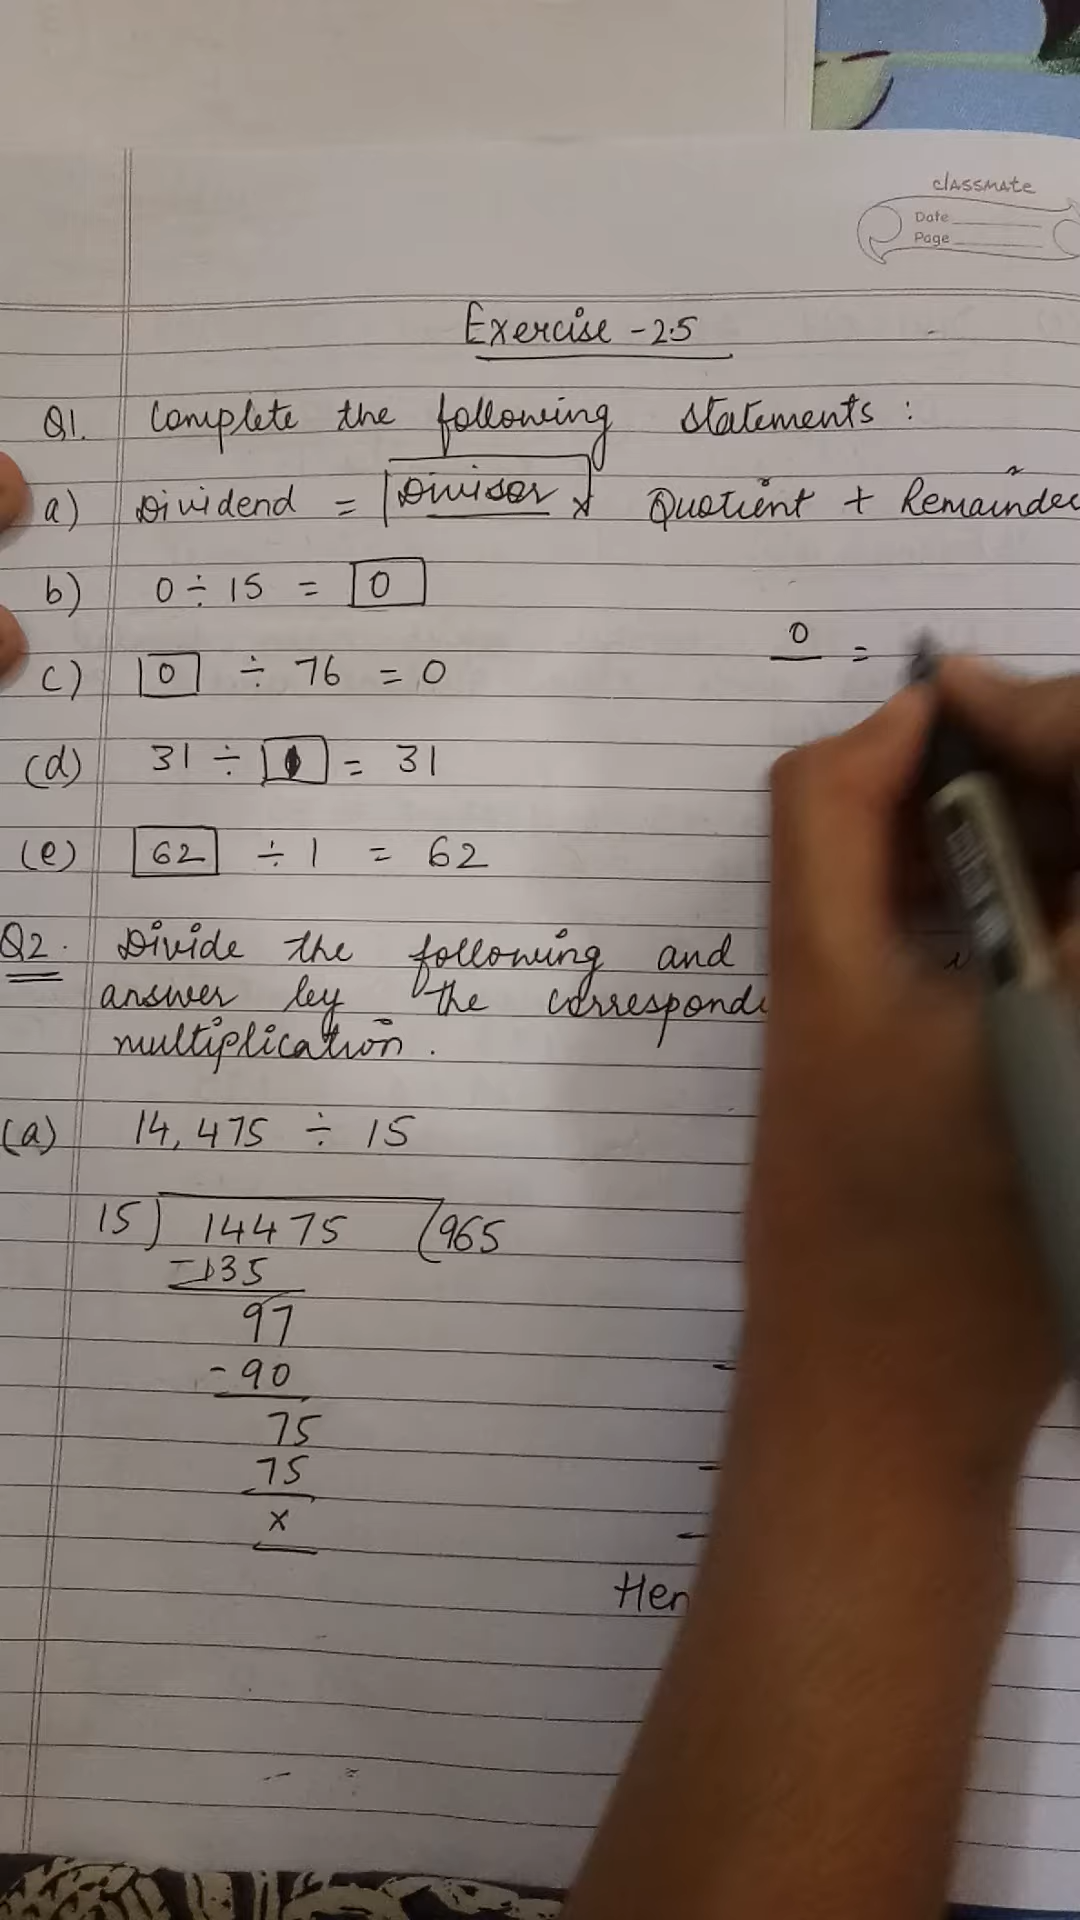 classmate
Date
Page
Exercise - 2.5
Q1. Complete the following statements :
a) Dividend = Divisor × Quotient + Remainder
b) 0 ÷ 15 = 0
0 =
c) 0 ÷ 76 = 0
(d) 31 ÷ 1 = 31
(e) 62 ÷ 1 = 62
Q2. Divide the following and
answer by the correspondi
multiplication.
(a) 14,475 ÷ 15
15 ) 14475 ( 965
-135
97
- 90
75
75
x
Hen